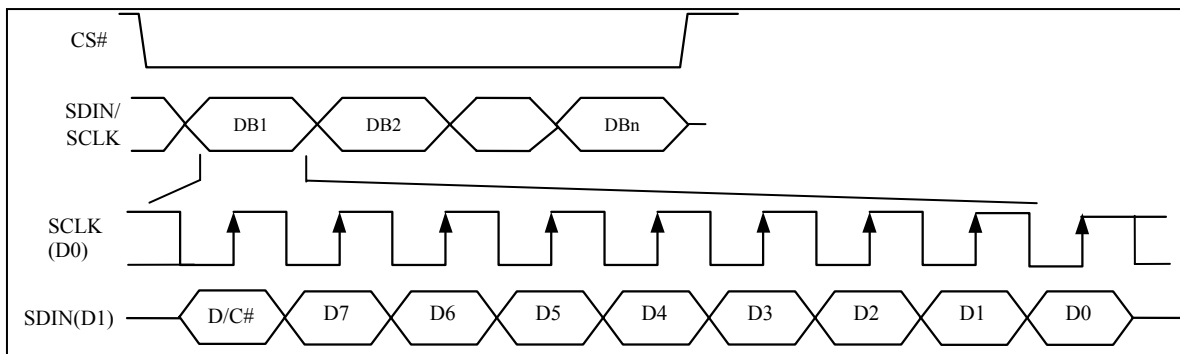 CS#
SDIN/
SCLK
DB1 DB2 DBn
SCLK
(D0)
SDIN(D1) D/C# D7 D6 D5 D4 D3 D2 D1 D0